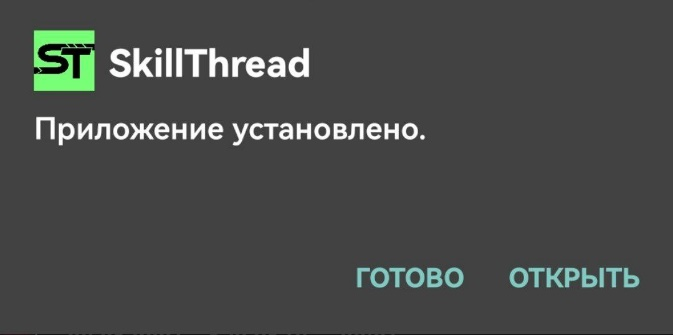 ST SkillThread
Приложение установлено.
ГОТОВО ОТКРЫТЬ